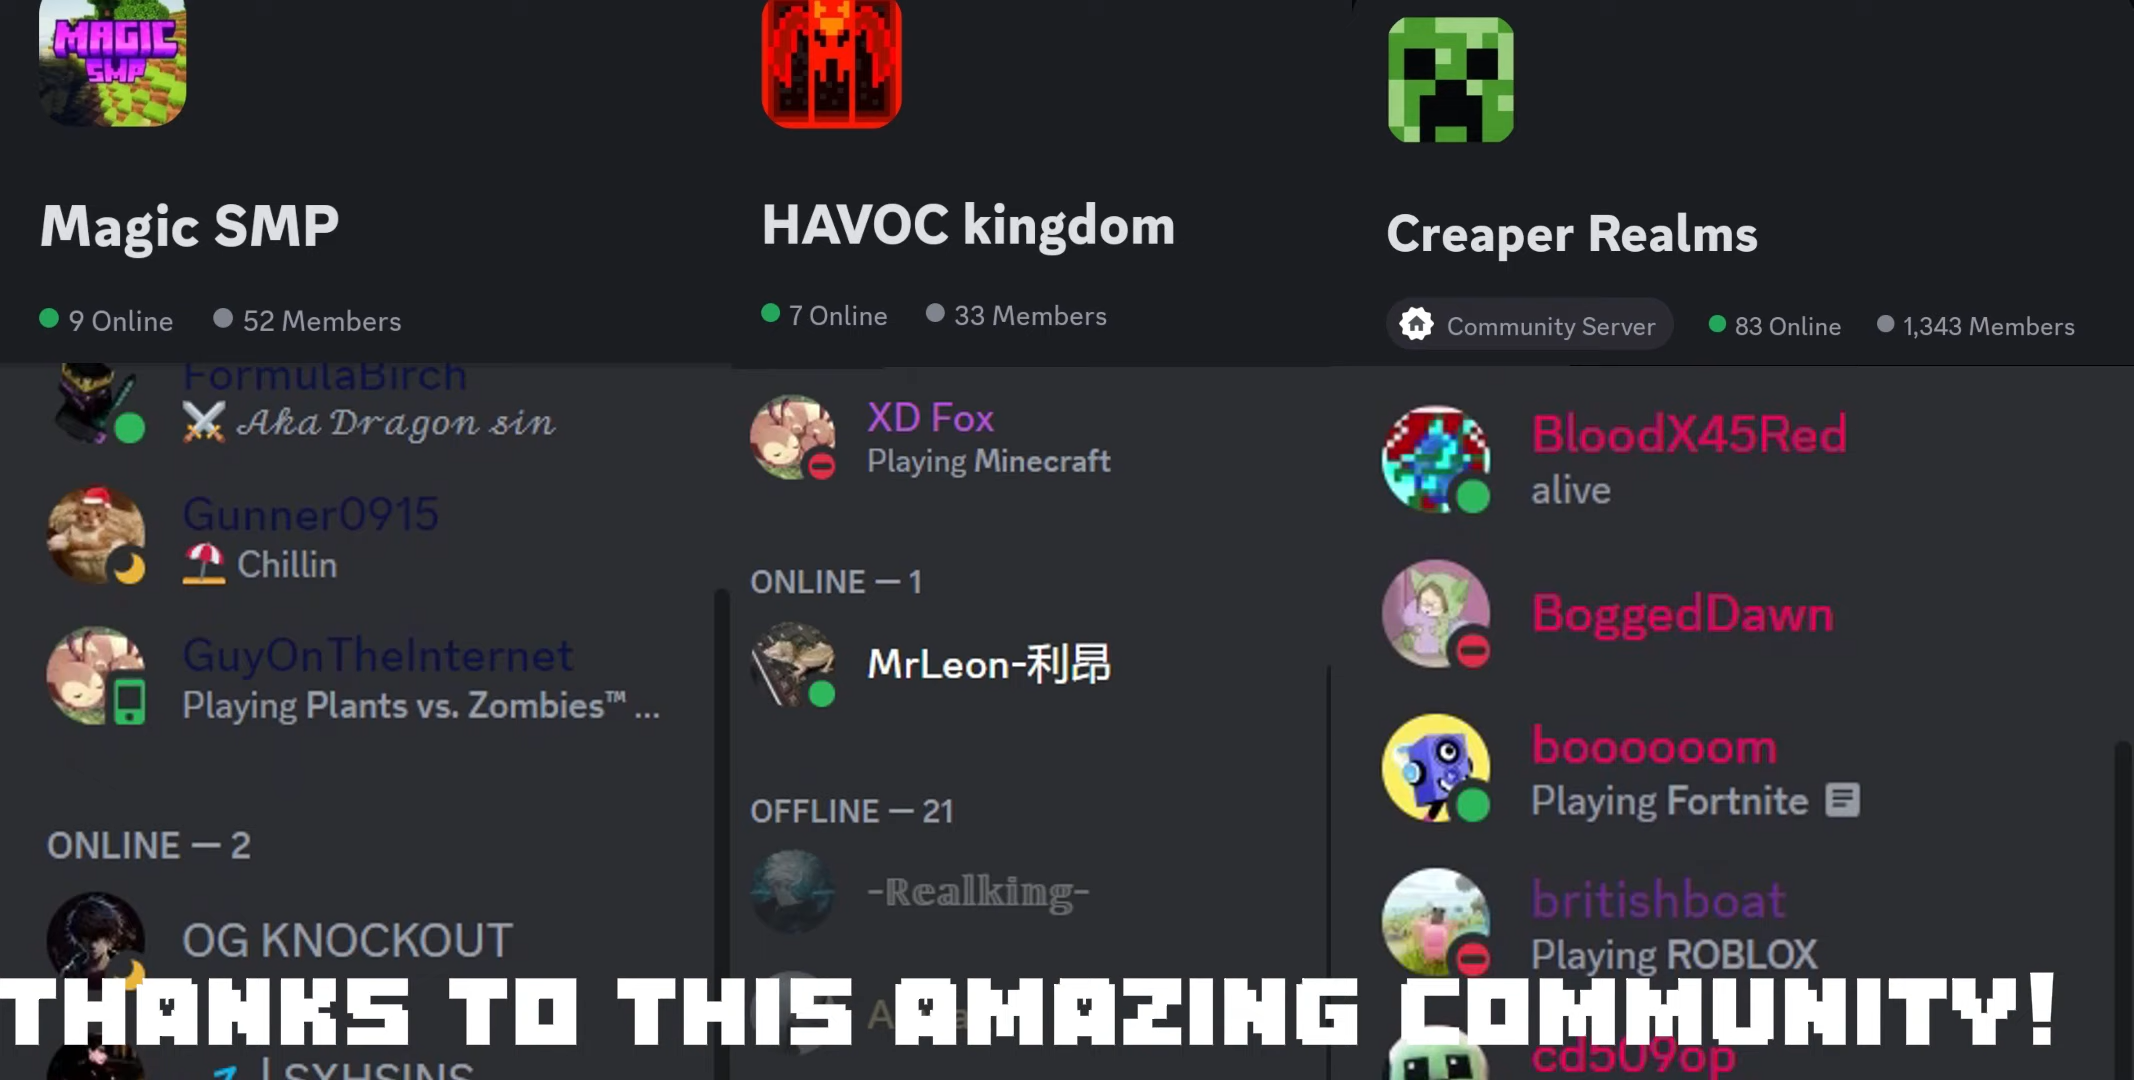 MAGIC
SMP
Magic SMP
9 Online 52 Members
FormulaBirch
Aka Dragon sin
Gunner0915
Chillin
GuyOnTheInternet
Playing Plants vs. Zombies™ ...
ONLINE — 2
OG KNOCKOUT
HAVOC kingdom
7 Online 33 Members
XD Fox
Playing Minecraft
ONLINE — 1
MrLeon-利昂
OFFLINE — 21
-Realking-
Creaper Realms
Community Server 83 Online 1,343 Members
BloodX45Red
alive
BoggedDawn
boooooom
Playing Fortnite
britishboat
Playing ROBLOX
cd509op
THANKS TO THIS AMAZING COMMUNITY!